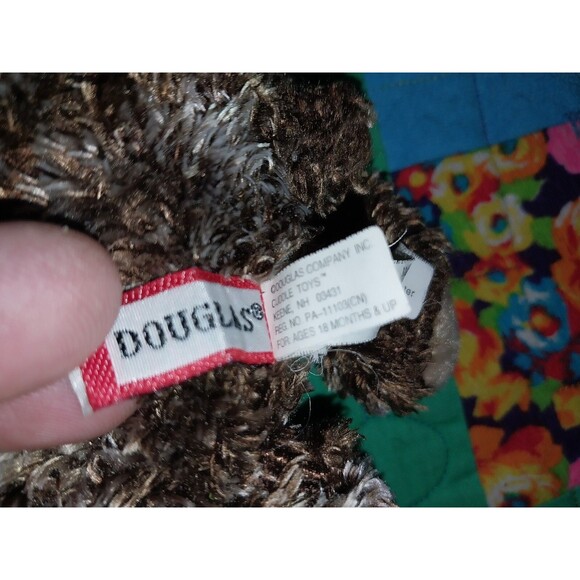 DOUGLAS®
©DOUGLAS COMPANY INC.
CUDDLE TOYS™
KEENE, NH 03431
REG. NO. PA-11103(CN)
FOR AGES 18 MONTHS & UP